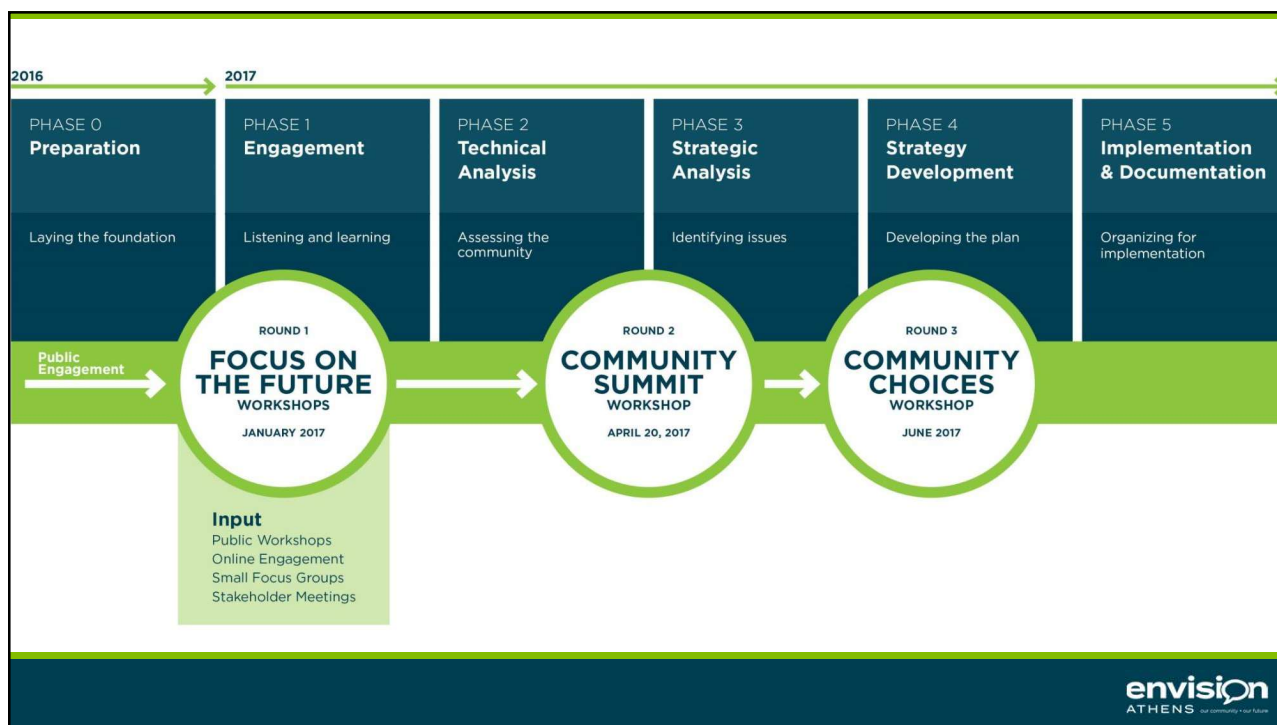 2016
2017
PHASE 0
Preparation
Laying the foundation
PHASE 1
Engagement
Listening and learning
PHASE 2
Technical
Analysis
Assessing the
community
PHASE 3
Strategic
Analysis
Identifying issues
PHASE 4
Strategy
Development
Developing the plan
PHASE 5
Implementation
& Documentation
Organizing for
implementation
Public
Engagement
ROUND 1
FOCUS ON
THE FUTURE
WORKSHOPS
JANUARY 2017
ROUND 2
COMMUNITY
SUMMIT
WORKSHOP
APRIL 20, 2017
ROUND 3
COMMUNITY
CHOICES
WORKSHOP
JUNE 2017
Input
Public Workshops
Online Engagement
Small Focus Groups
Stakeholder Meetings
envision
ATHENS our community • our future